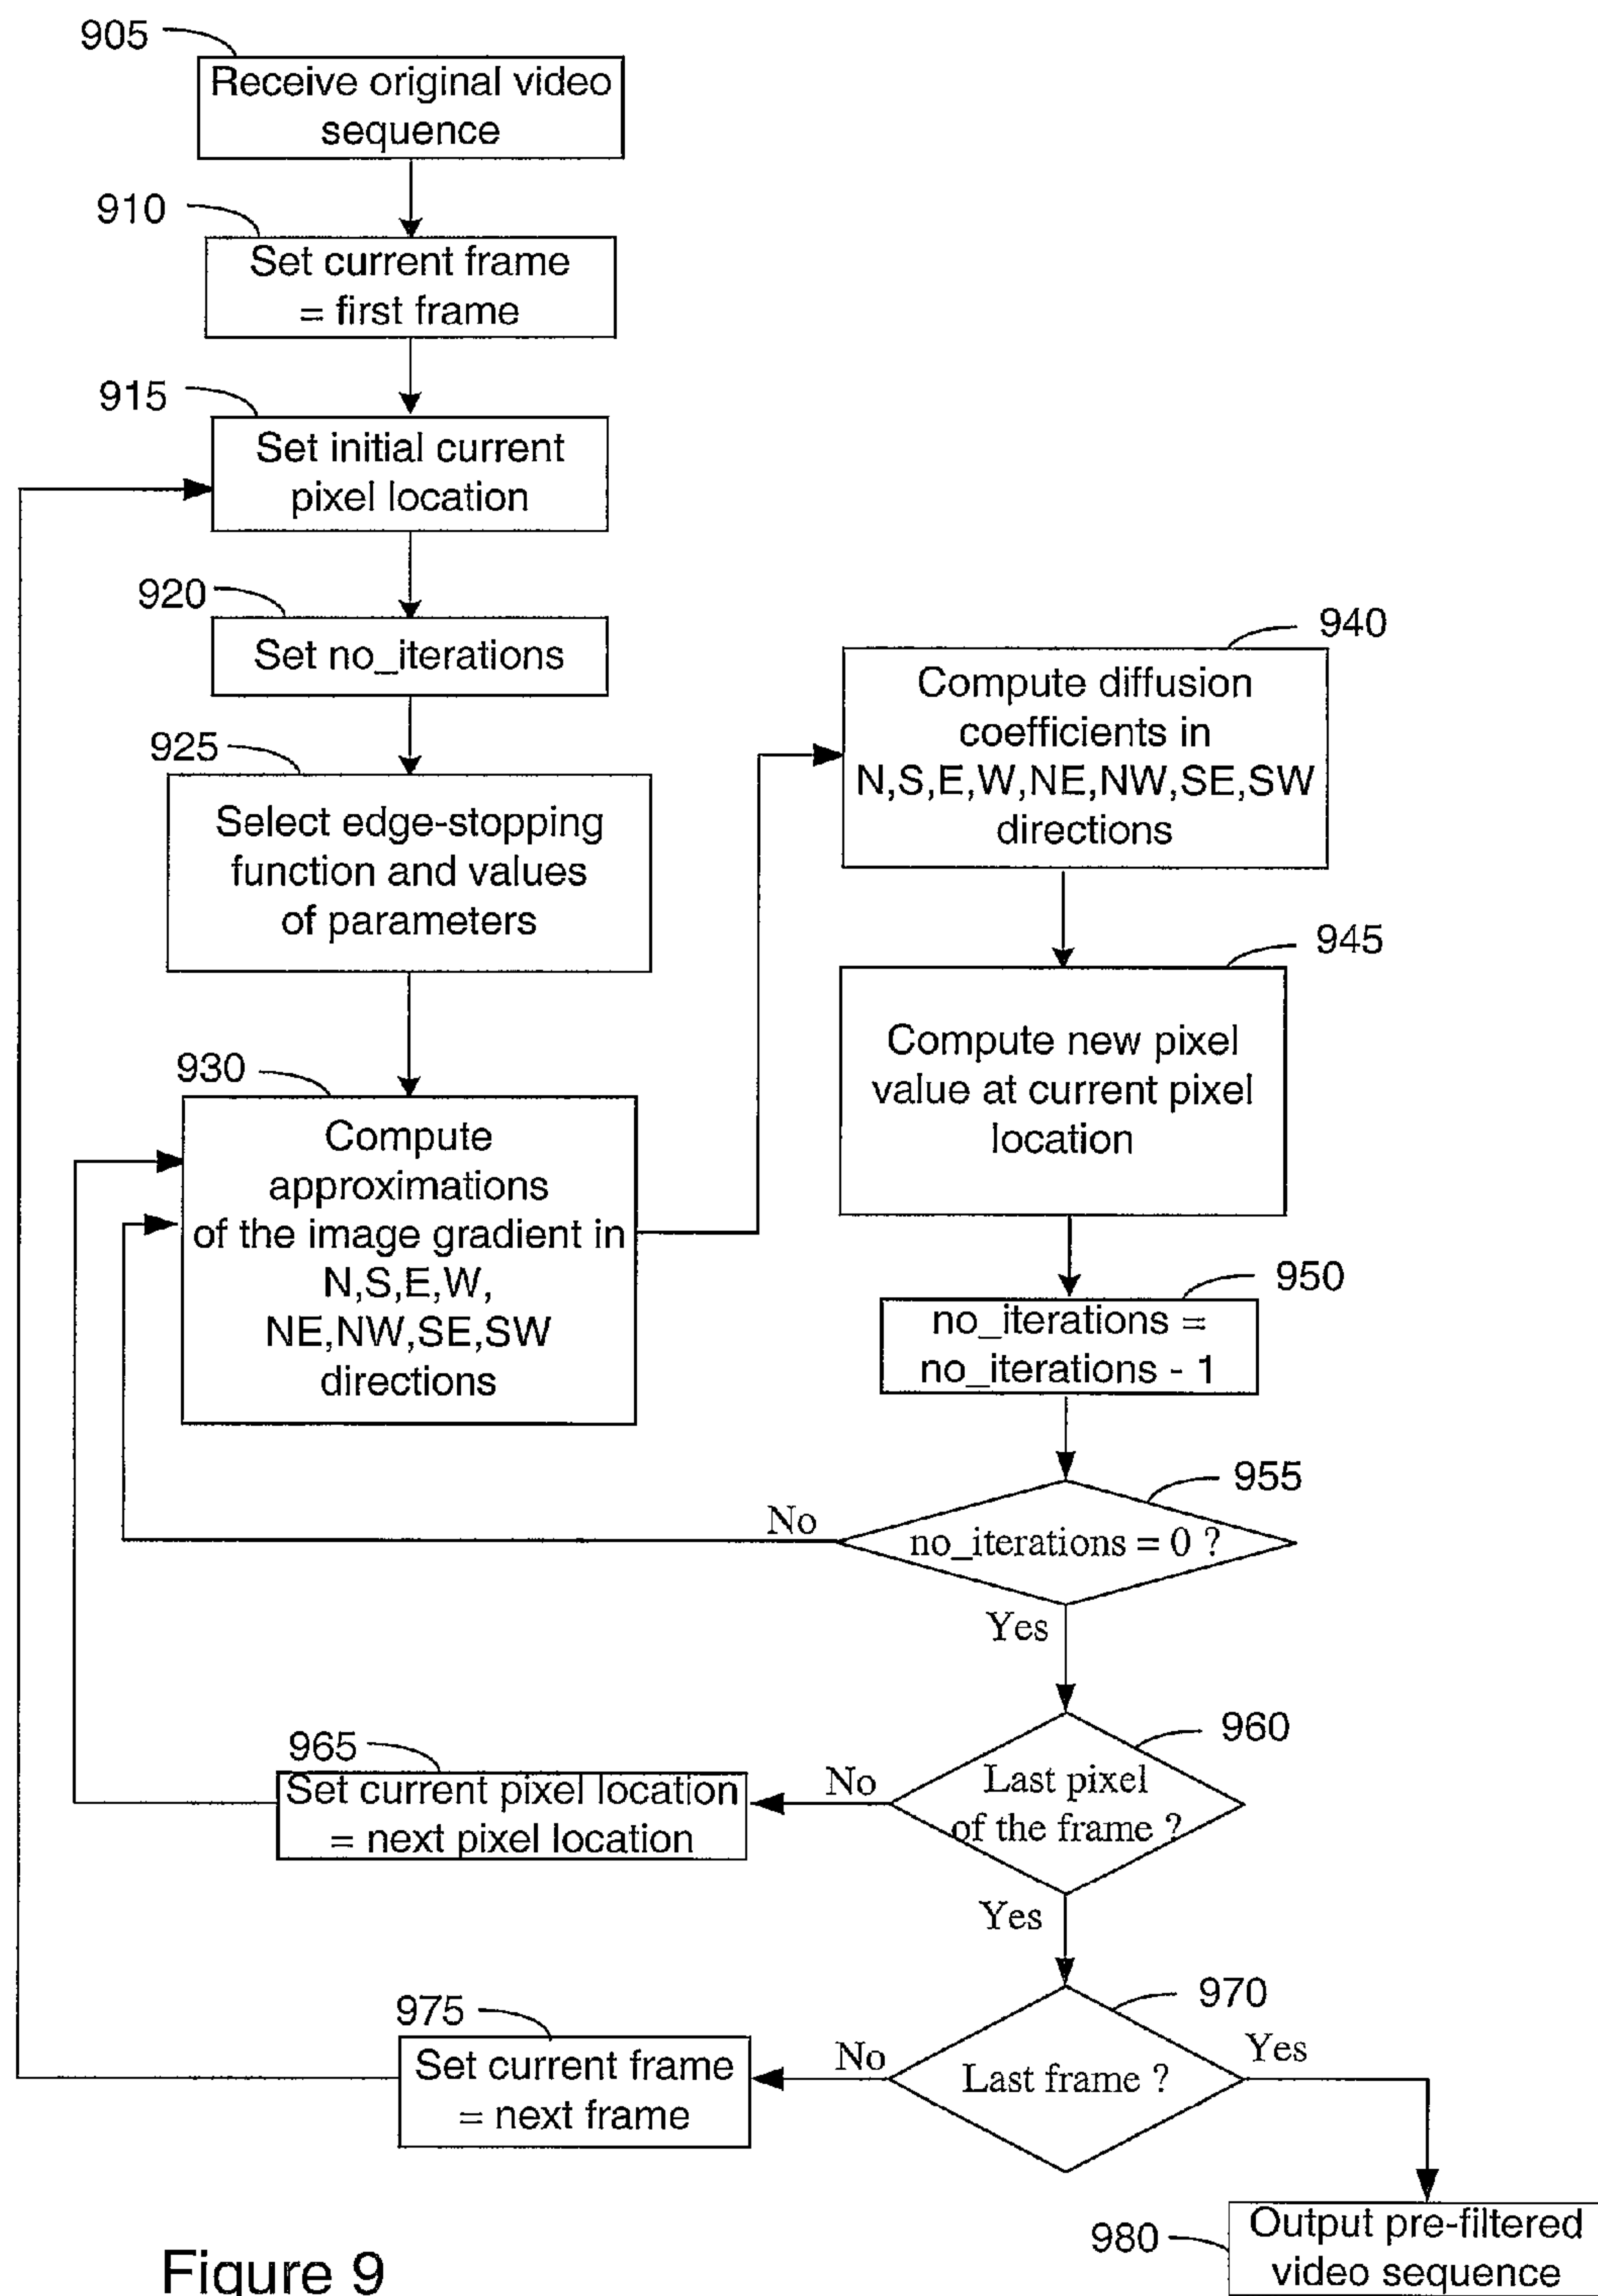 905
Receive original video
sequence
910
Set current frame
= first frame
915
Set initial current
pixel location
920
Set no_iterations
925
Select edge-stopping
function and values
of parameters
930
Compute
approximations
of the image gradient in
N,S,E,W,
NE,NW,SE,SW
directions
940
Compute diffusion
coefficients in
N,S,E,W,NE,NW,SE,SW
directions
945
Compute new pixel
value at current pixel
location
950
no_iterations =
no_iterations - 1
955
no_iterations = 0 ?
No
Yes
960
Last pixel
of the frame ?
No
965
Set current pixel location
= next pixel location
Yes
970
Last frame ?
No
Yes
975
Set current frame
= next frame
980
Output pre-filtered
video sequence
Figure 9